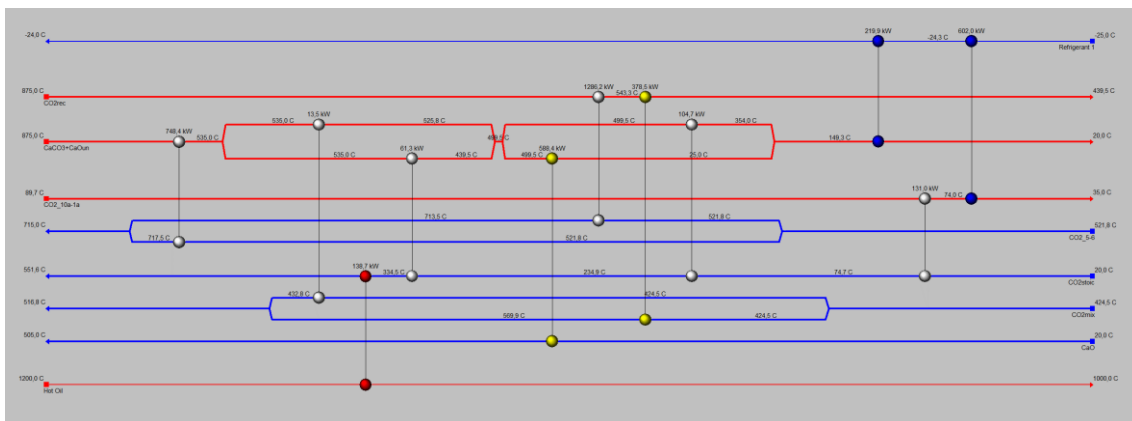 -24,0 C
219,9 kW
-24,3 C
602,0 kW
-25,0 C
Refrigerant 1
875,0 C
CO2rec
1286,2 kW
543,3 C
378,5 kW
439,5 C
875,0 C
CaCO3+CaOun
748,4 kW
535,0 C
535,0 C
13,5 kW
525,8 C
535,0 C
61,3 kW
439,5 C
499,5 C
499,5 C
104,7 kW
354,0 C
499,5 C
588,4 kW
25,0 C
149,3 C
20,0 C
89,7 C
CO2_10a-1a
131,0 kW
74,0 C
35,0 C
715,0 C
713,5 C
521,8 C
717,5 C
521,8 C
521,8 C
CO2_5-6
551,6 C
138,7 kW
334,5 C
234,9 C
74,7 C
20,0 C
CO2stoic
516,8 C
432,8 C
424,5 C
569,9 C
424,5 C
424,5 C
CO2mix
505,0 C
20,0 C
CaO
1200,0 C
Hot Oil
1000,0 C